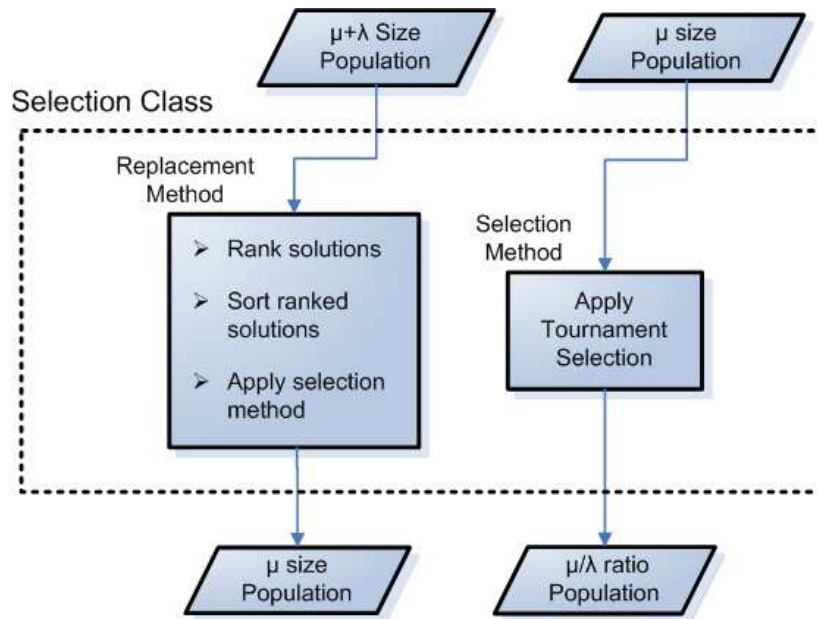 μ+λ Size
Population
μ size
Population
Selection Class
Replacement
Method
➢ Rank solutions
➢ Sort ranked
solutions
➢ Apply selection
method
Selection
Method
Apply
Tournament
Selection
μ size
Population
μ/λ ratio
Population